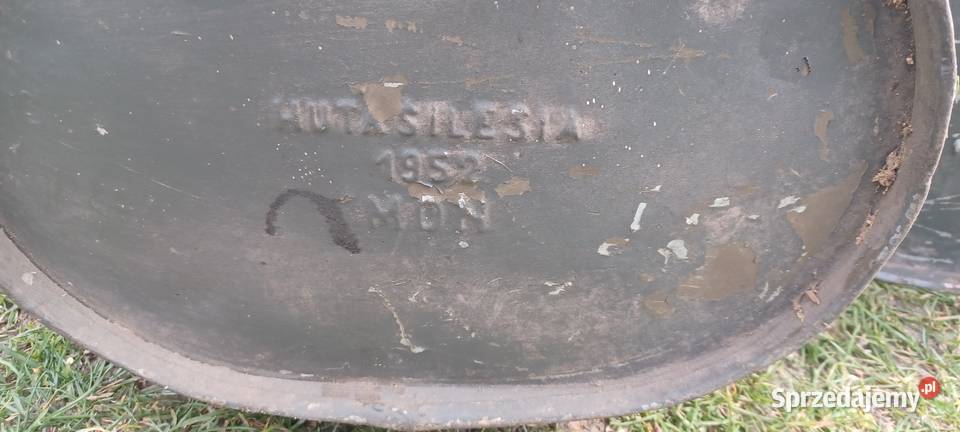 HUTA SILESIA
1952
MON
Sprzedajemy.pl